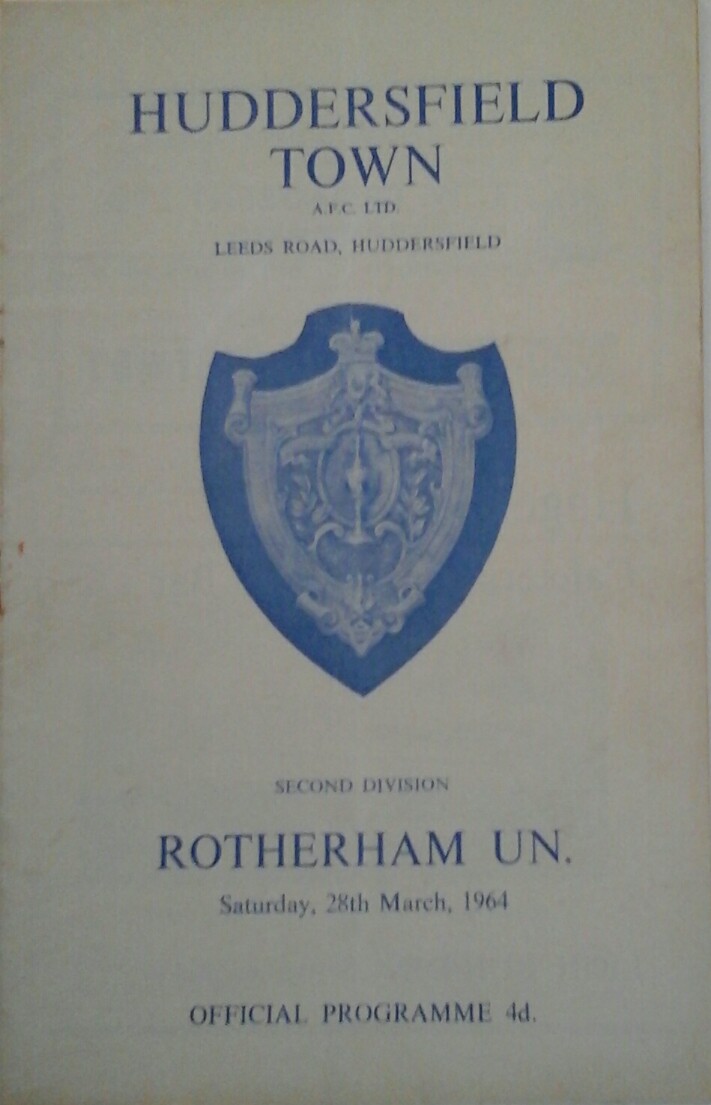 HUDDERSFIELD
TOWN
A.F.C. LTD.
LEEDS ROAD, HUDDERSFIELD
SECOND DIVISION
ROTHERHAM UN.
Saturday, 28th March, 1964
OFFICIAL PROGRAMME 4d.